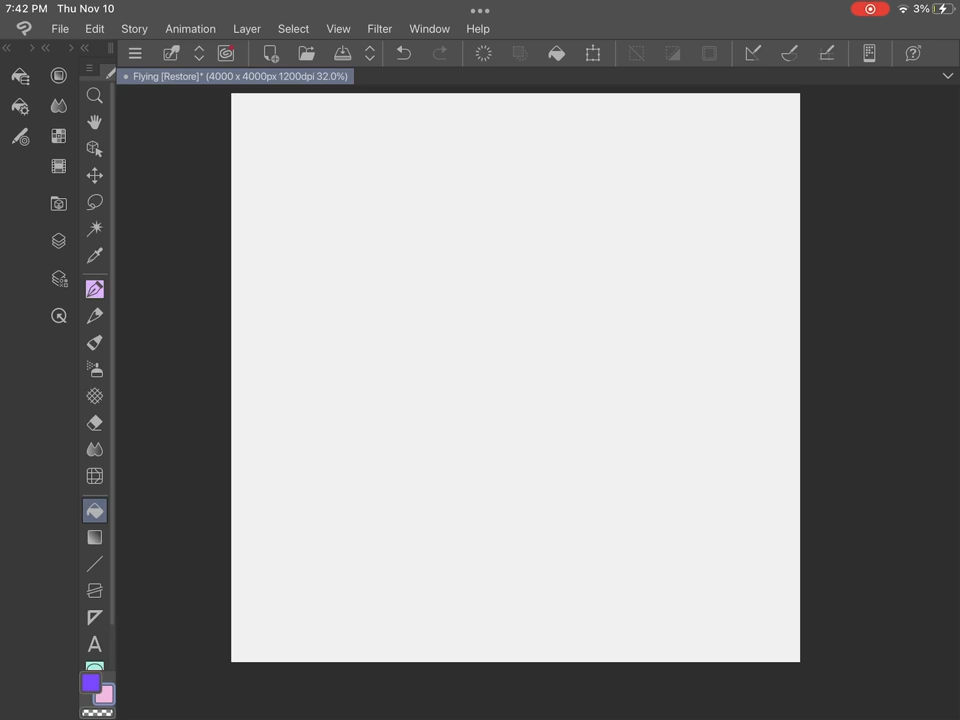 7:42 PM Thu Nov 10 3%
File Edit Story Animation Layer Select View Filter Window Help
Flying [Restore]* (4000 x 4000px 1200dpi 32.0%)
A